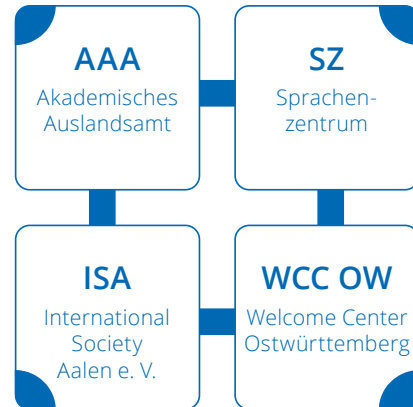 AAA
Akademisches
Auslandsamt
SZ
Sprachen-
zentrum
ISA
International
Society
Aalen e. V.
WCC OW
Welcome Center
Ostwürttemberg